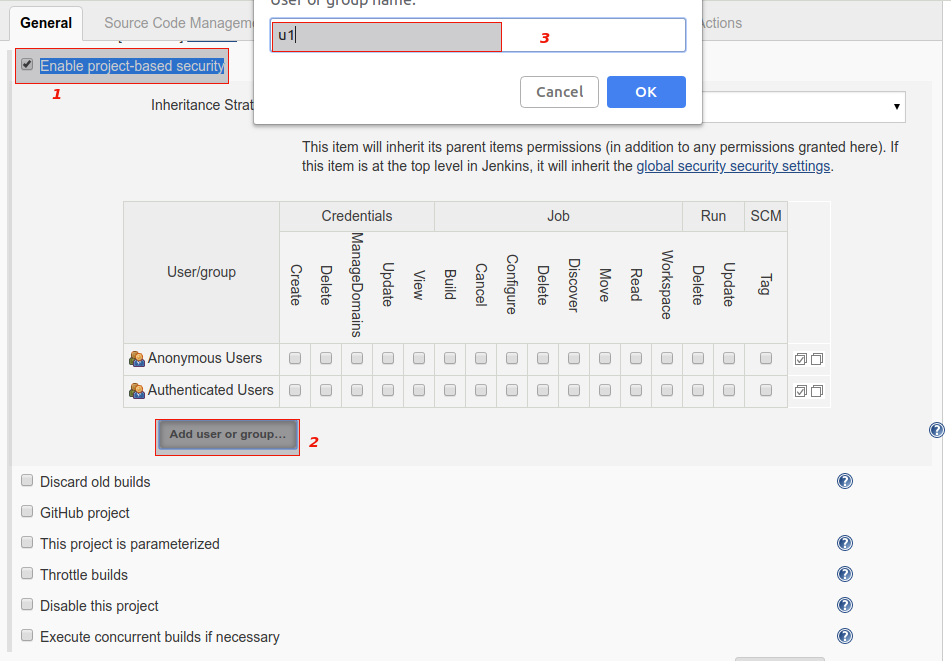 User or group name:
General
Source Code Managem
ctions
u1
3
Enable project-based security
1
Cancel
OK
Inheritance Strat
This item will inherit its parent items permissions (in addition to any permissions granted here). If
this item is at the top level in Jenkins, it will inherit the global security security settings.
User/group
Credentials
Job
Run
SCM
Create
Delete
ManageDomains
Update
View
Build
Cancel
Configure
Delete
Discover
Move
Read
Workspace
Delete
Update
Tag
Anonymous Users
Authenticated Users
Add user or group...
2
Discard old builds
GitHub project
This project is parameterized
Throttle builds
Disable this project
Execute concurrent builds if necessary